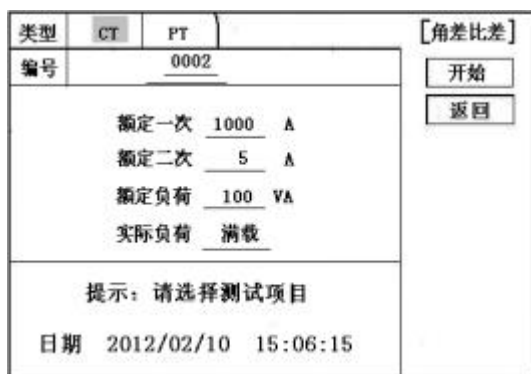 类型 CT PT [角差比差]
编号 0002
开始
返回
额定一次 1000 A
额定二次 5 A
额定负荷 100 VA
实际负荷 满载
提示：请选择测试项目
日期 2012/02/10 15:06:15